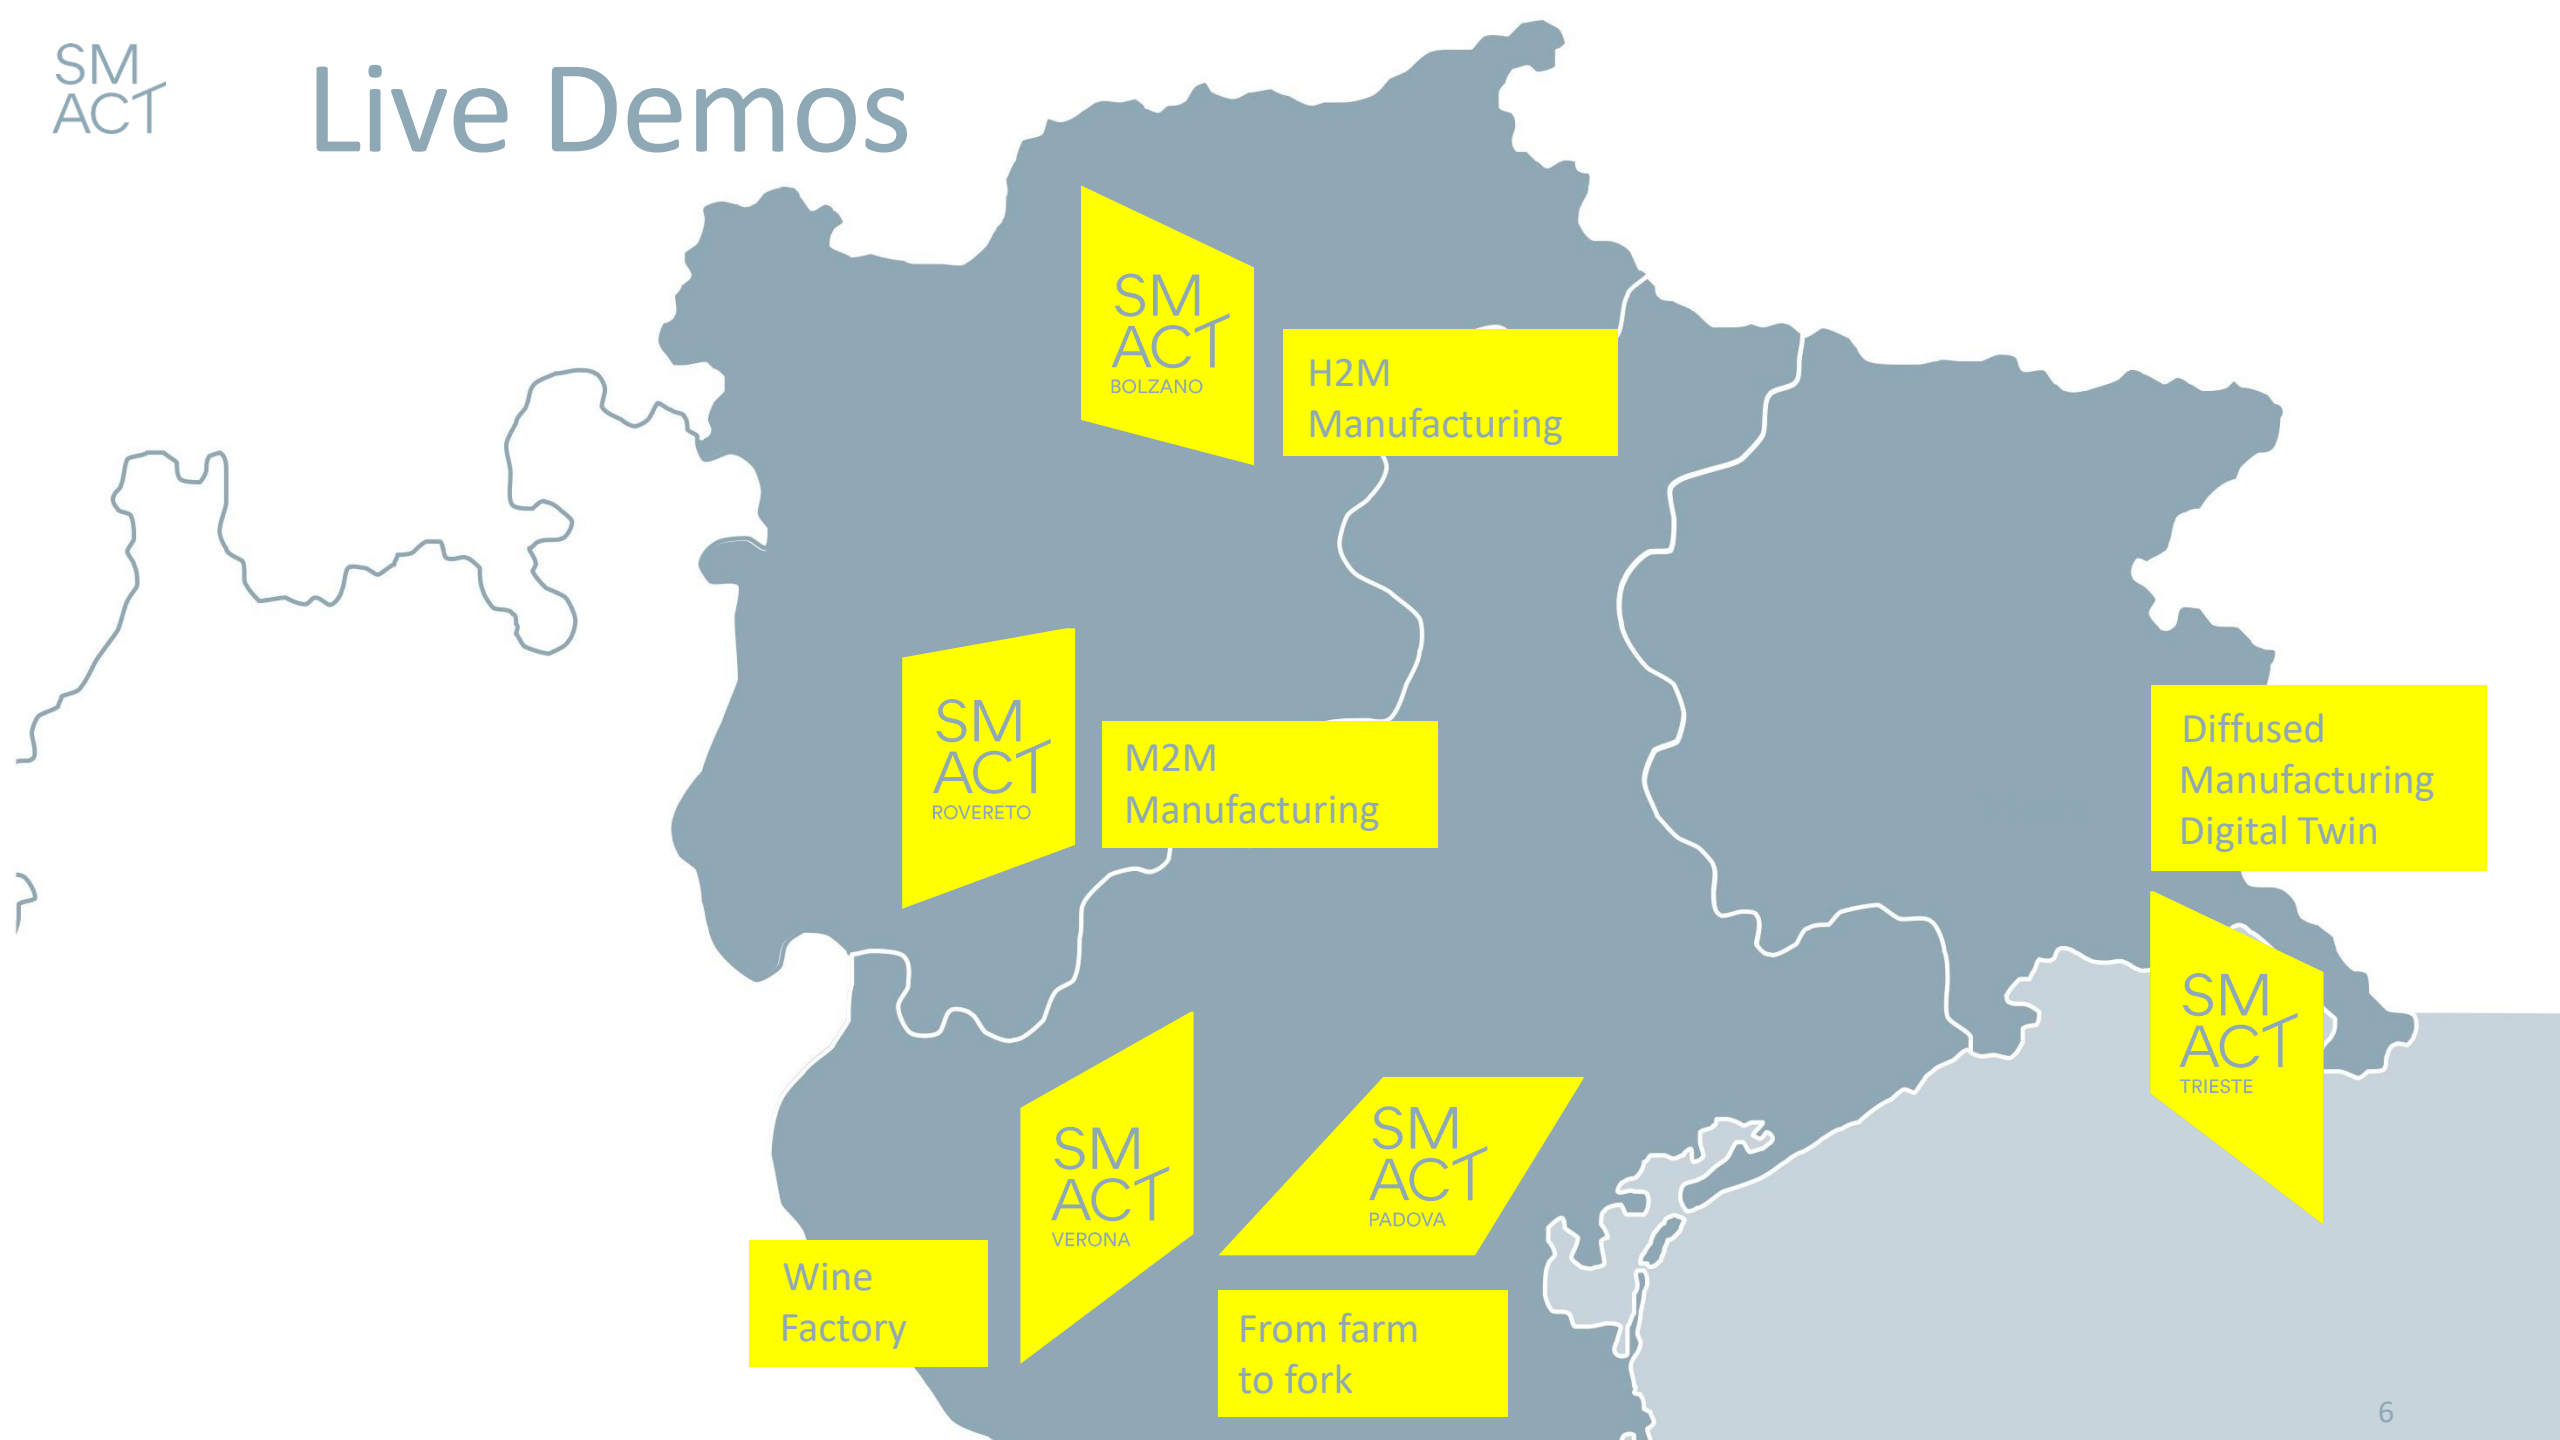 SM
ACT
Live Demos
SM
ACT
BOLZANO
H2M
Manufacturing
SM
ACT
ROVERETO
M2M
Manufacturing
Diffused
Manufacturing
Digital Twin
SM
ACT
TRIESTE
SM
ACT
VERONA
SM
ACT
PADOVA
Wine
Factory
From farm
to fork
6